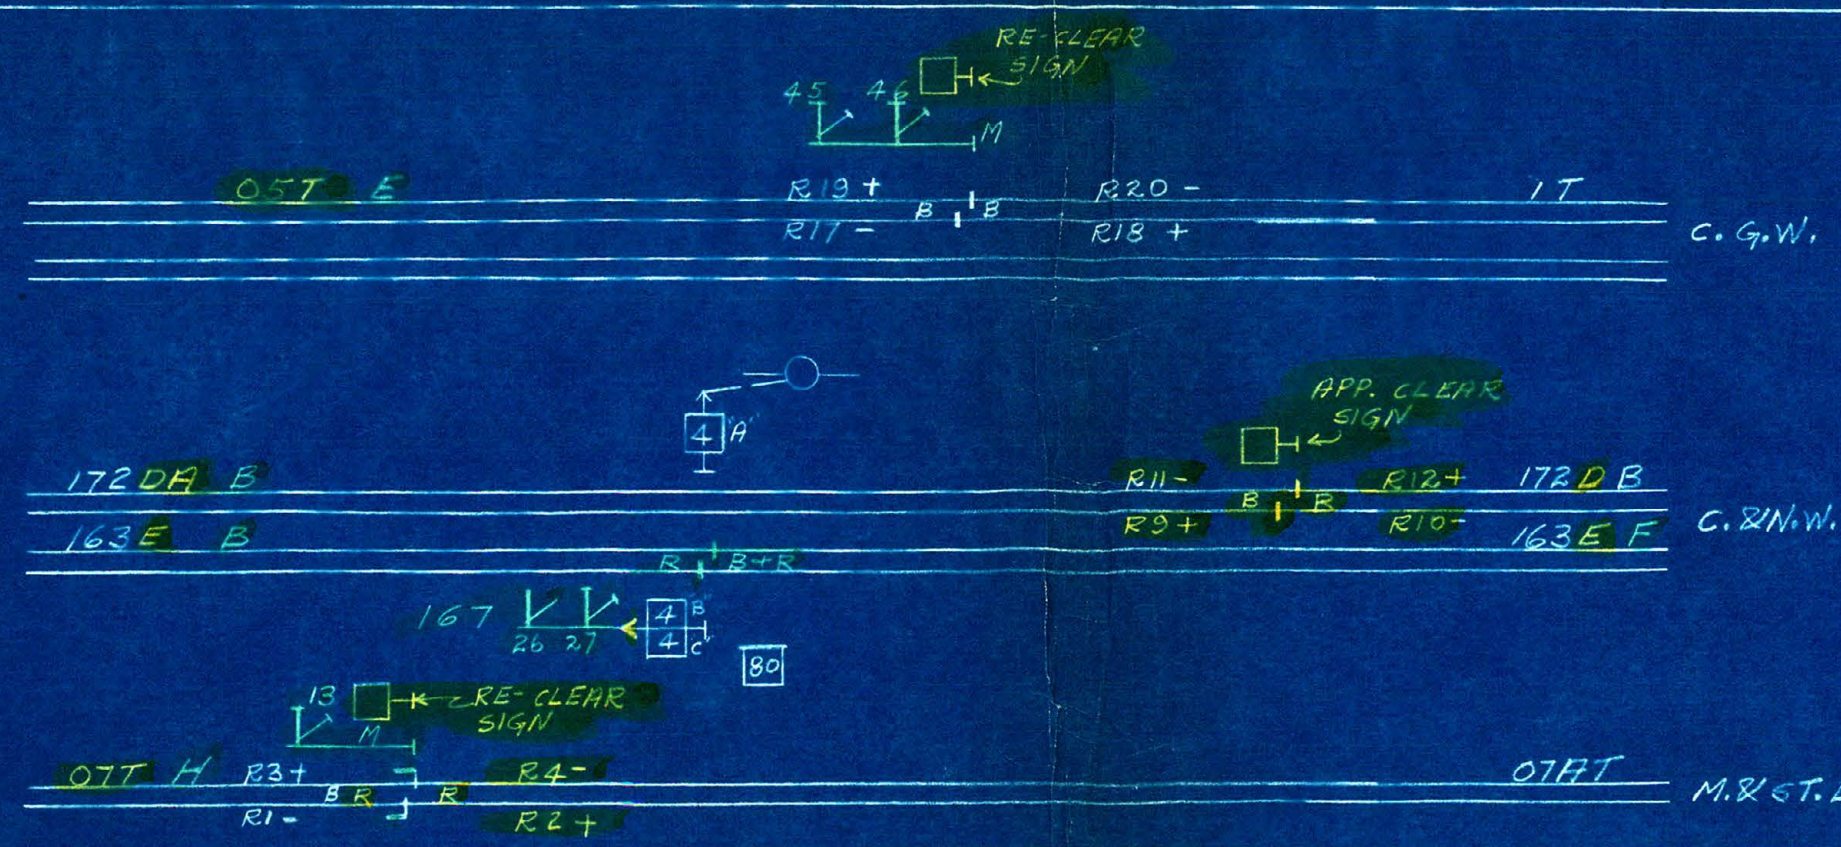 RE-CLEAR
SIGN
45 46
M
05T E
R19 + R20 - 1T
B B
R17 - R18 +
C. G.W.
4 "A"
APP. CLEAR
SIGN
172 DA B
R11 - R12 + 172 D B
B R
R9 + R10 -
163 E B
163 E F
C. &N.W.
R B+R
167
26 27
4 B"
4 C"
80
13
RE-CLEAR
SIGN
M
07T H R3+ R4- 07AT
B R R
R1 - R2 +
M. & ST.